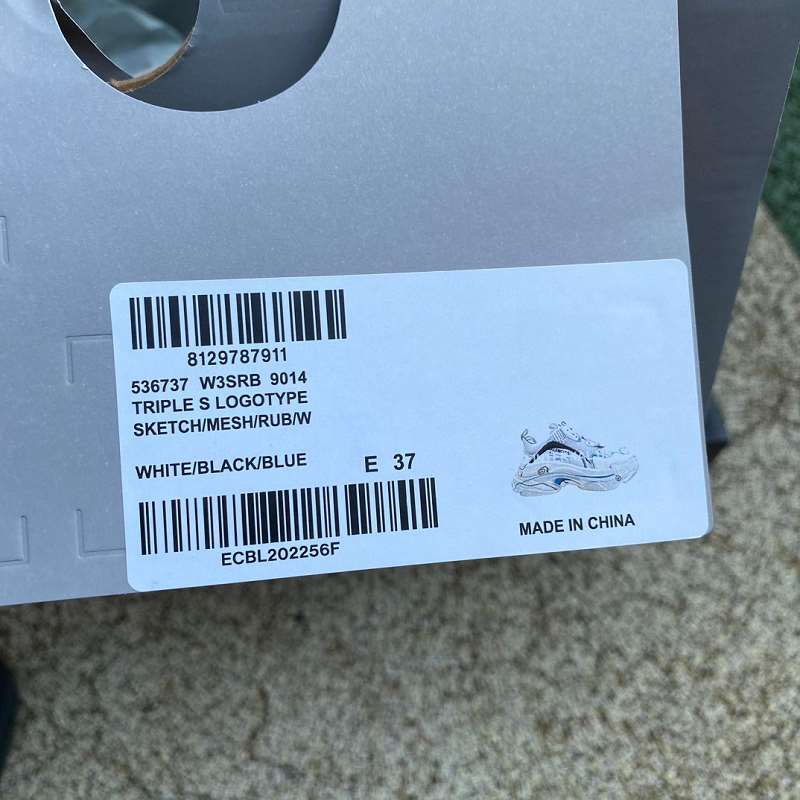 8129787911
536737 W3SRB 9014
TRIPLE S LOGOTYPE
SKETCH/MESH/RUB/W
WHITE/BLACK/BLUE E 37
ECBL202256F
MADE IN CHINA